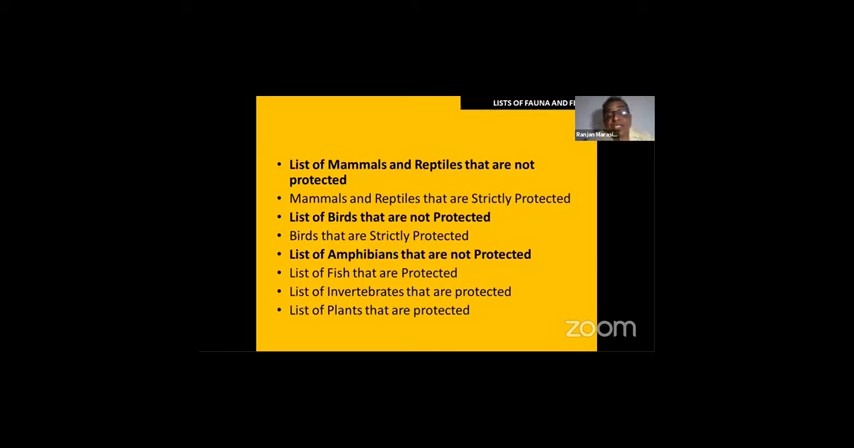 LISTS OF FAUNA AND
Ranjan
• List of Mammals and Reptiles that are not
protected
• Mammals and Reptiles that are Strictly Protected
• List of Birds that are not Protected
• Birds that are Strictly Protected
• List of Amphibians that are not Protected
• List of Fish that are Protected
• List of Invertebrates that are protected
• List of Plants that are protected
zoom